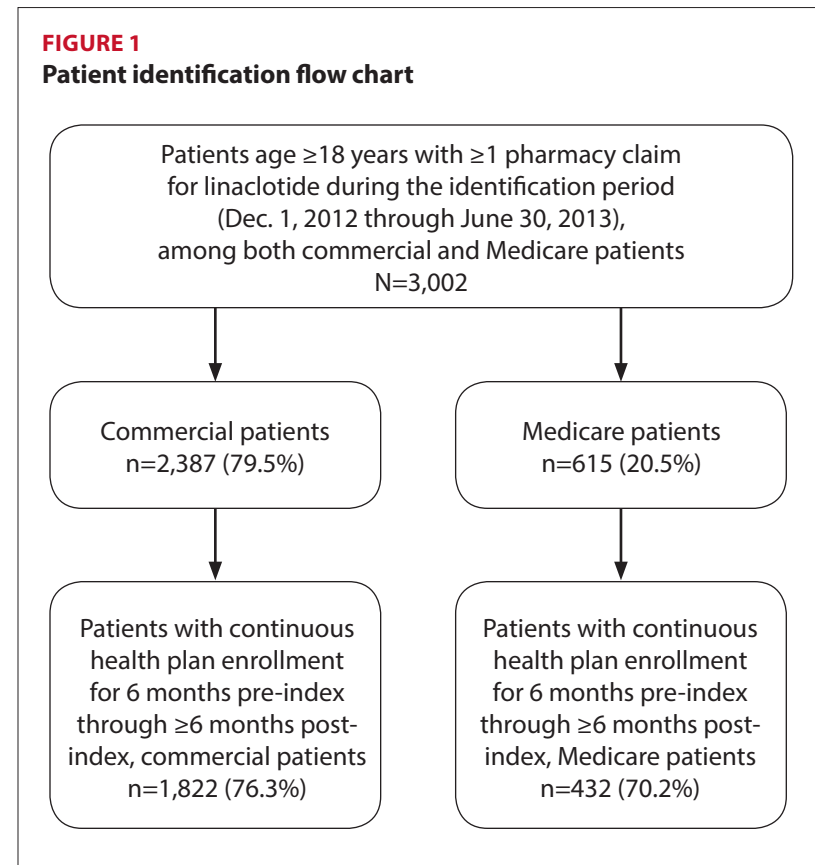 FIGURE 1
Patient identification flow chart
Patients age ≥18 years with ≥1 pharmacy claim
for linaclotide during the identification period
(Dec. 1, 2012 through June 30, 2013),
among both commercial and Medicare patients
N=3,002
Commercial patients
n=2,387 (79.5%)
Medicare patients
n=615 (20.5%)
Patients with continuous
health plan enrollment
for 6 months pre-index
through ≥6 months post-
index, commercial patients
n=1,822 (76.3%)
Patients with continuous
health plan enrollment
for 6 months pre-index
through ≥6 months post-
index, Medicare patients
n=432 (70.2%)